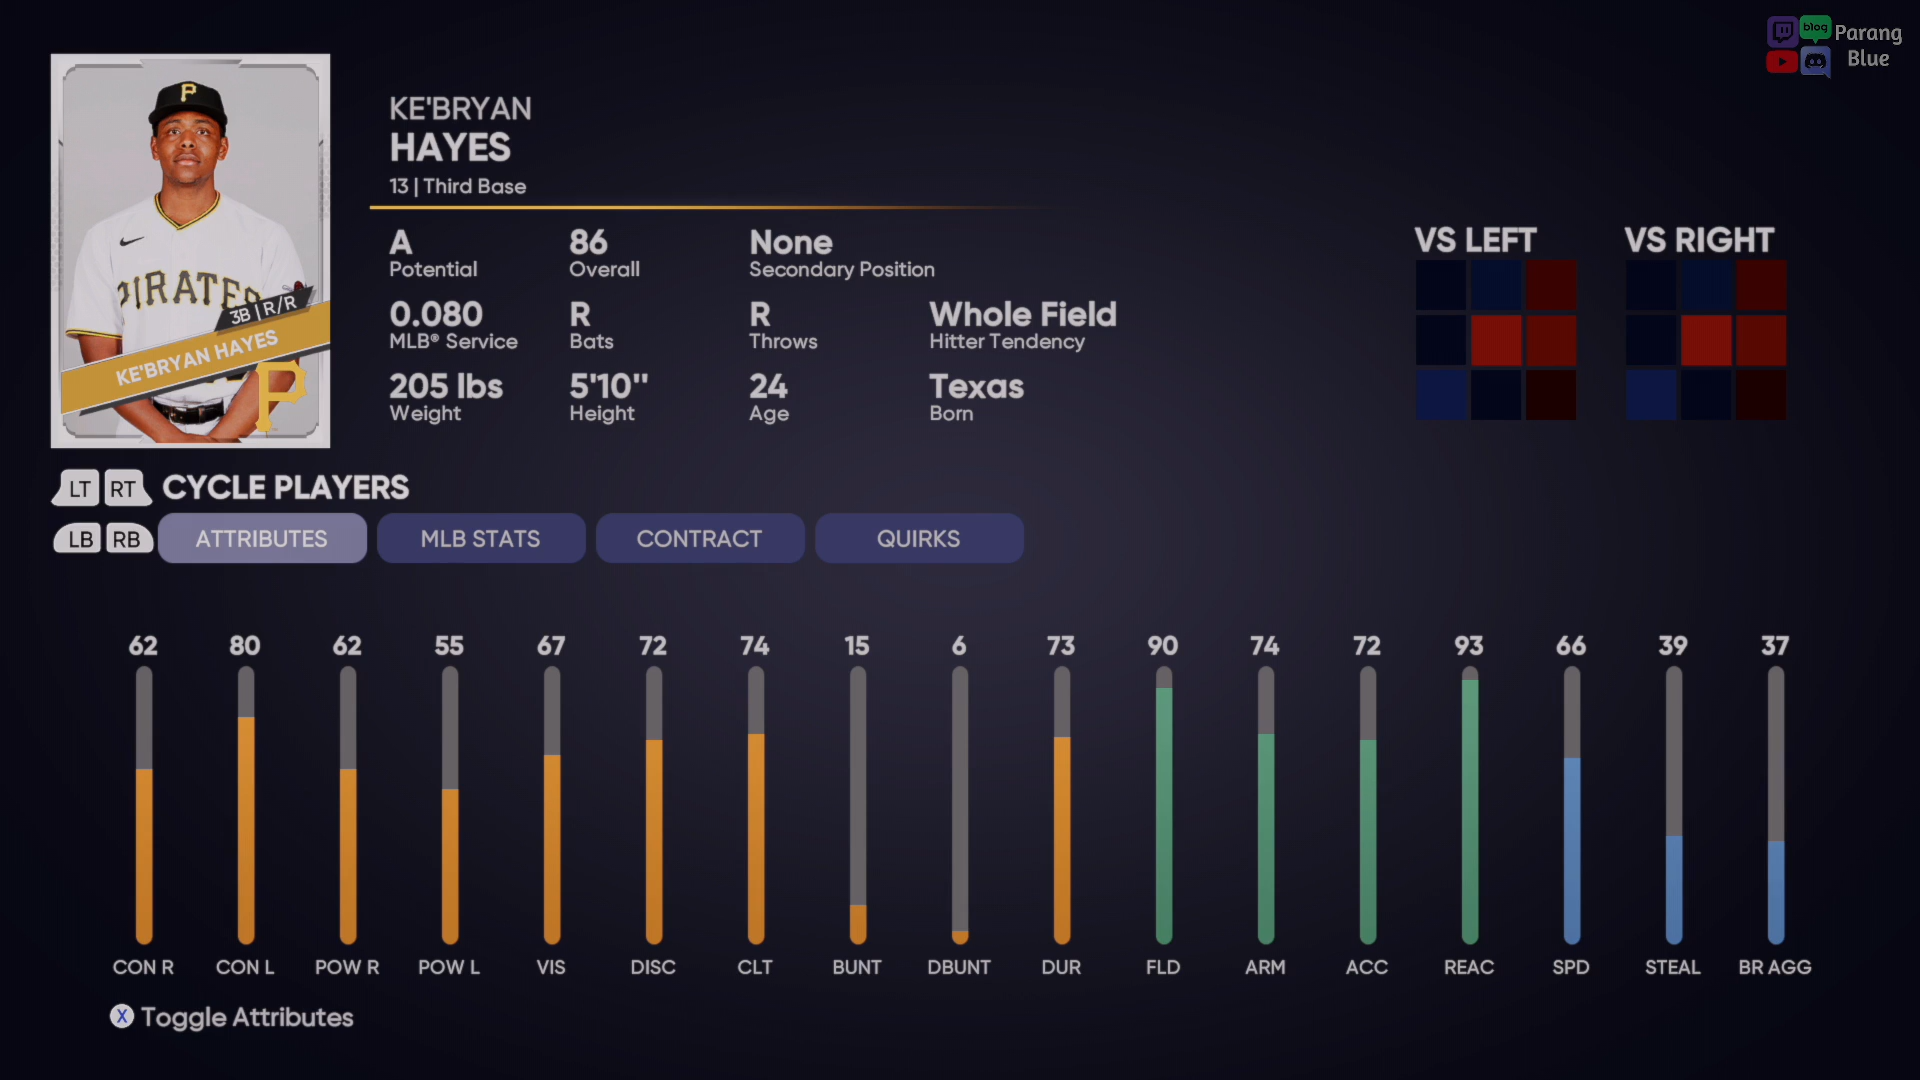 blog
Parang
Blue
P
PIRATES
3B | R/R
KE'BRYAN HAYES
P
KE'BRYAN
HAYES
13 | Third Base
A
Potential
86
Overall
None
Secondary Position
0.080
MLB® Service
R
Bats
R
Throws
Whole Field
Hitter Tendency
205 lbs
Weight
5'10''
Height
24
Age
Texas
Born
VS LEFT
VS RIGHT
LT RT CYCLE PLAYERS
LB RB ATTRIBUTES MLB STATS CONTRACT QUIRKS
62 80 62 55 67 72 74 15 6 73 90 74 72 93 66 39 37
CON R CON L POW R POW L VIS DISC CLT BUNT DBUNT DUR FLD ARM ACC REAC SPD STEAL BR AGG
X Toggle Attributes